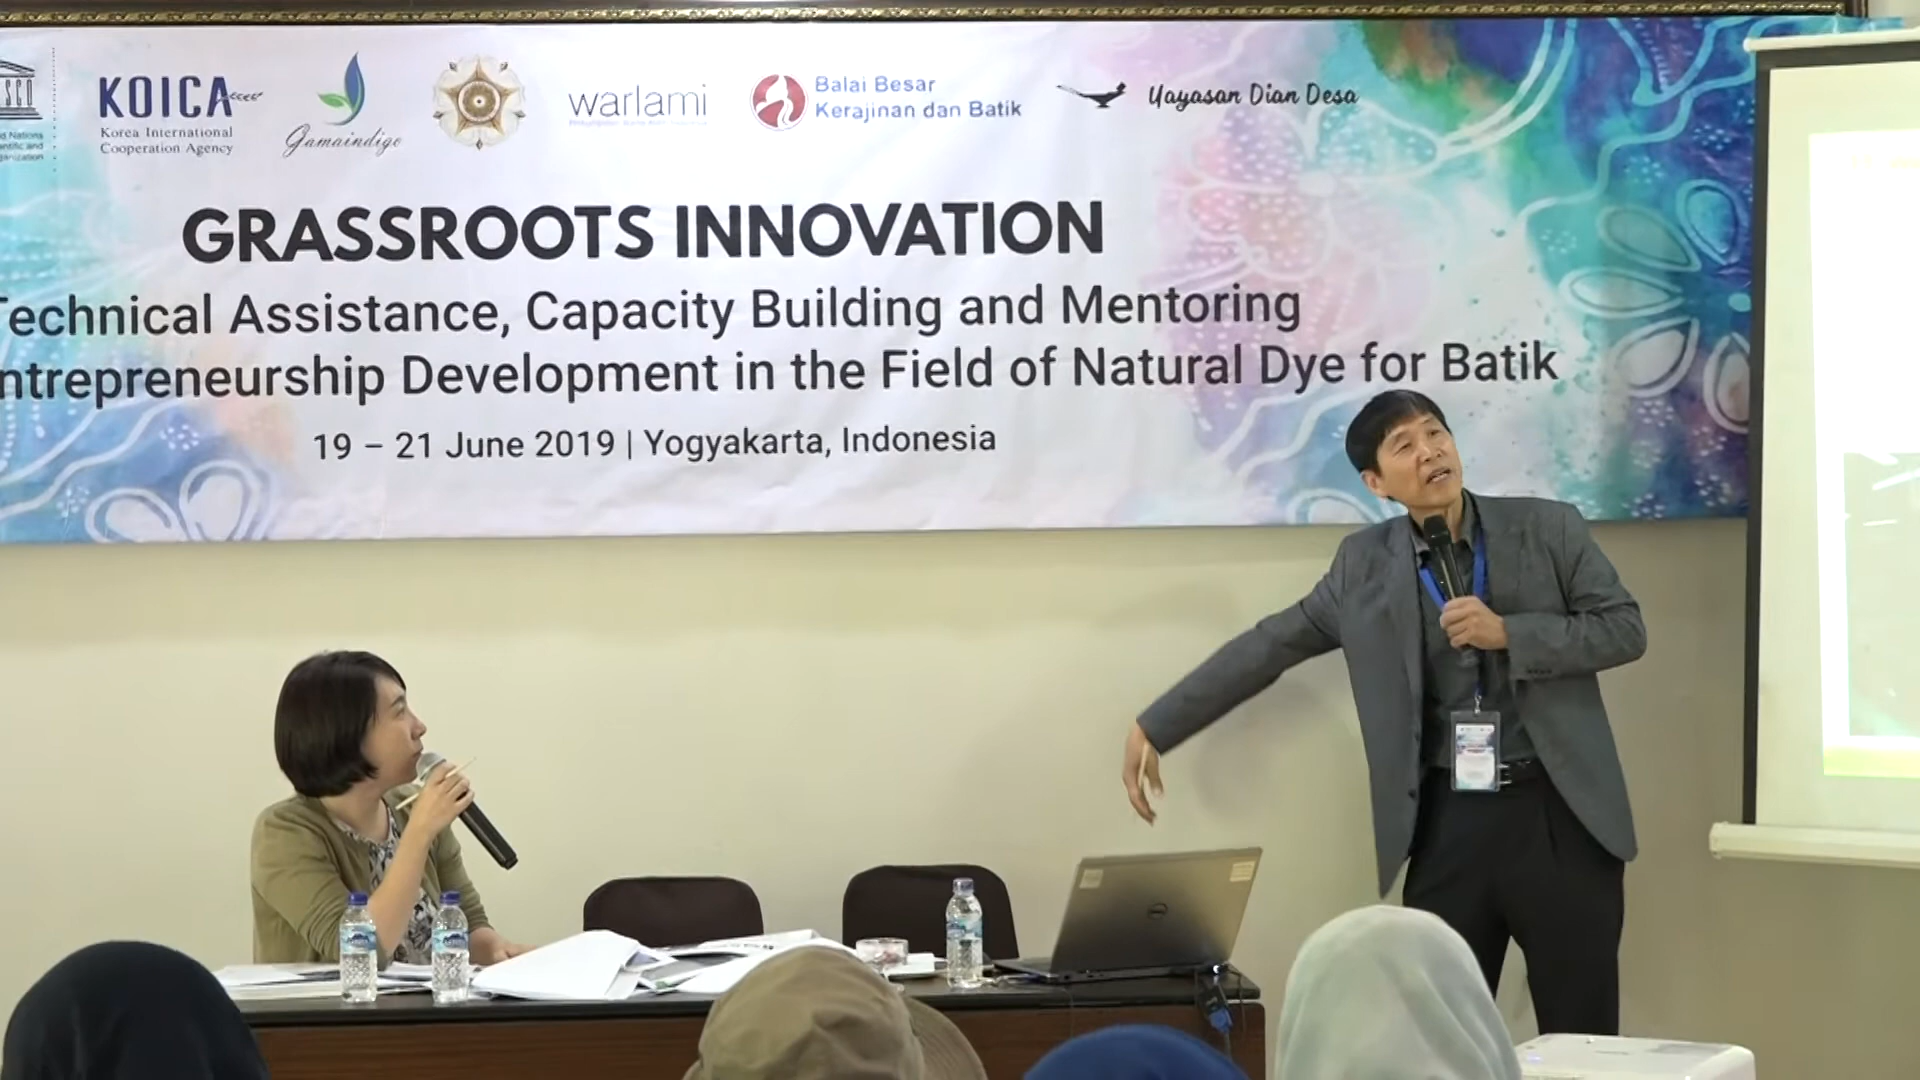 KOICA
Korea International
Cooperation Agency
Gamaindigo
warlami
Balai Besar
Kerajinan dan Batik
Yayasan Dian Desa
GRASSROOTS INNOVATION
Technical Assistance, Capacity Building and Mentoring
ntrepreneurship Development in the Field of Natural Dye for Batik
19 – 21 June 2019 | Yogyakarta, Indonesia
DELL